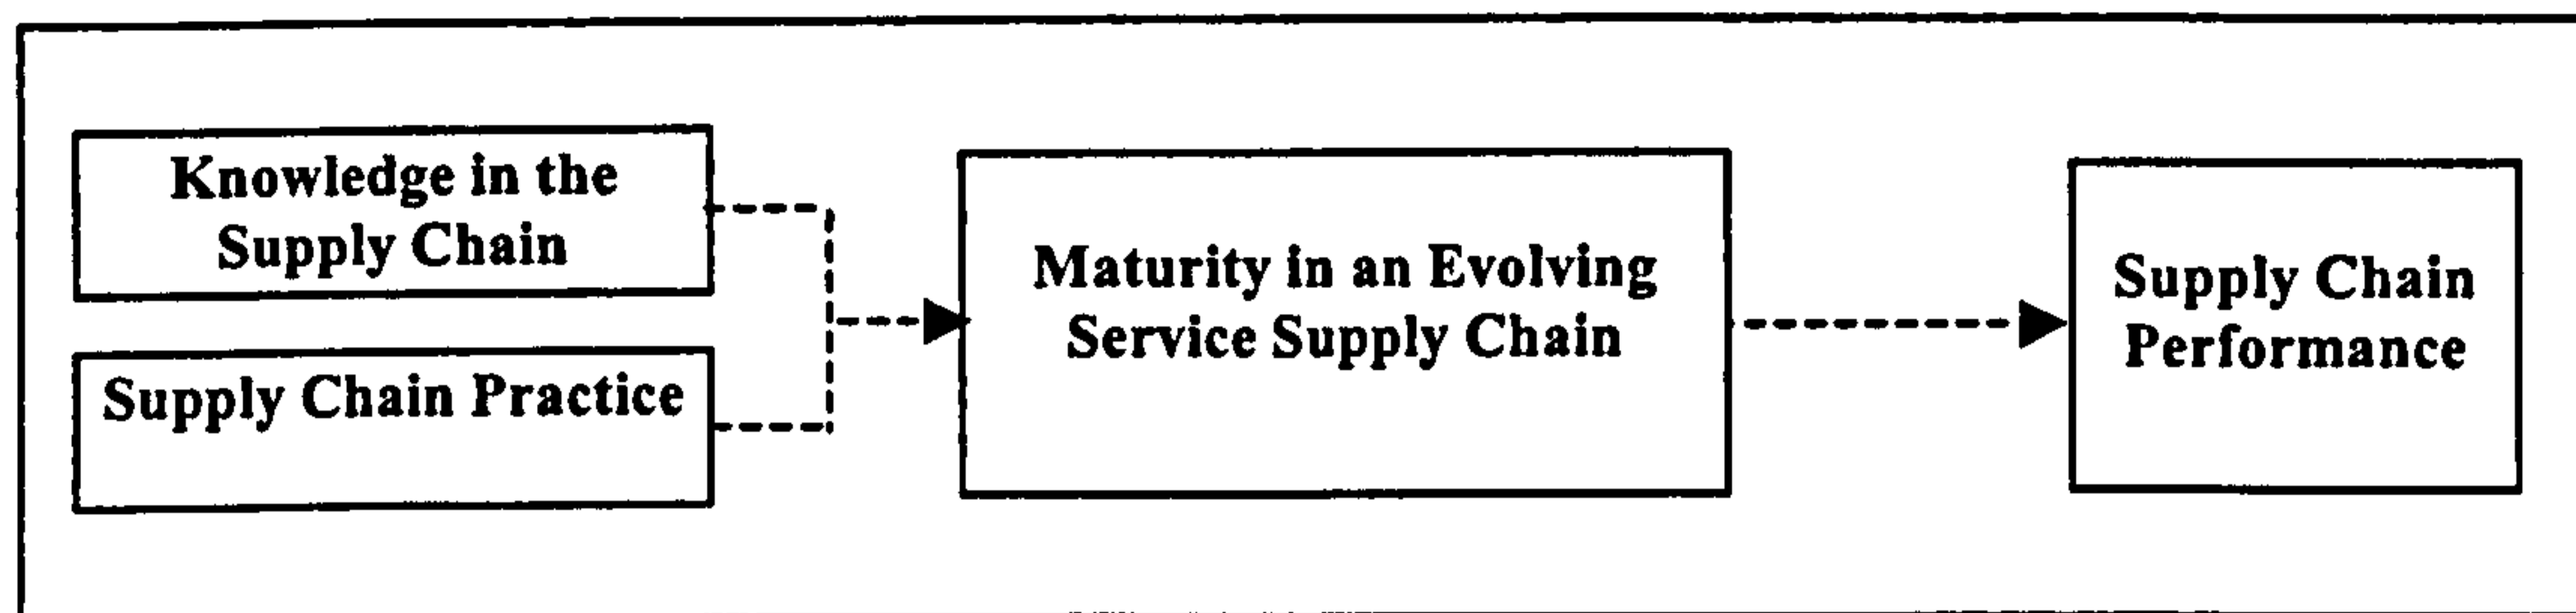 Knowledge in the
Supply Chain
Supply Chain Practice
Maturity in an Evolving
Service Supply Chain
Supply Chain
Performance